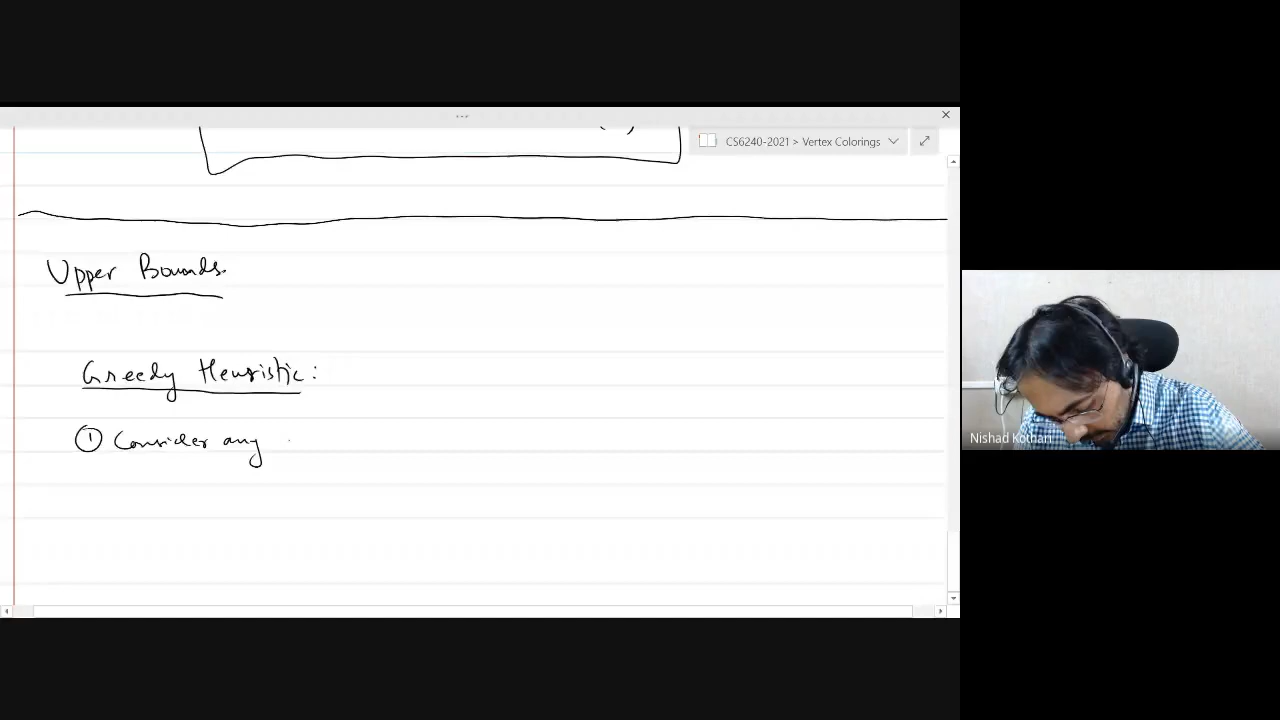 CS6240-2021 > Vertex Colorings
Upper Bounds.
Greedy Heuristic:
① Consider any
Nishad Kothari